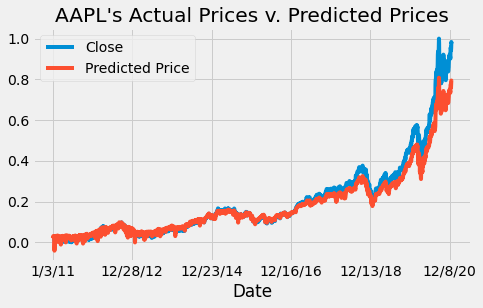 AAPL's Actual Prices v. Predicted Prices
1.0
Close
Predicted Price
0.8
0.6
0.4
0.2
0.0
1/3/11 12/28/12 12/23/14 12/16/16 12/13/18 12/8/20
Date